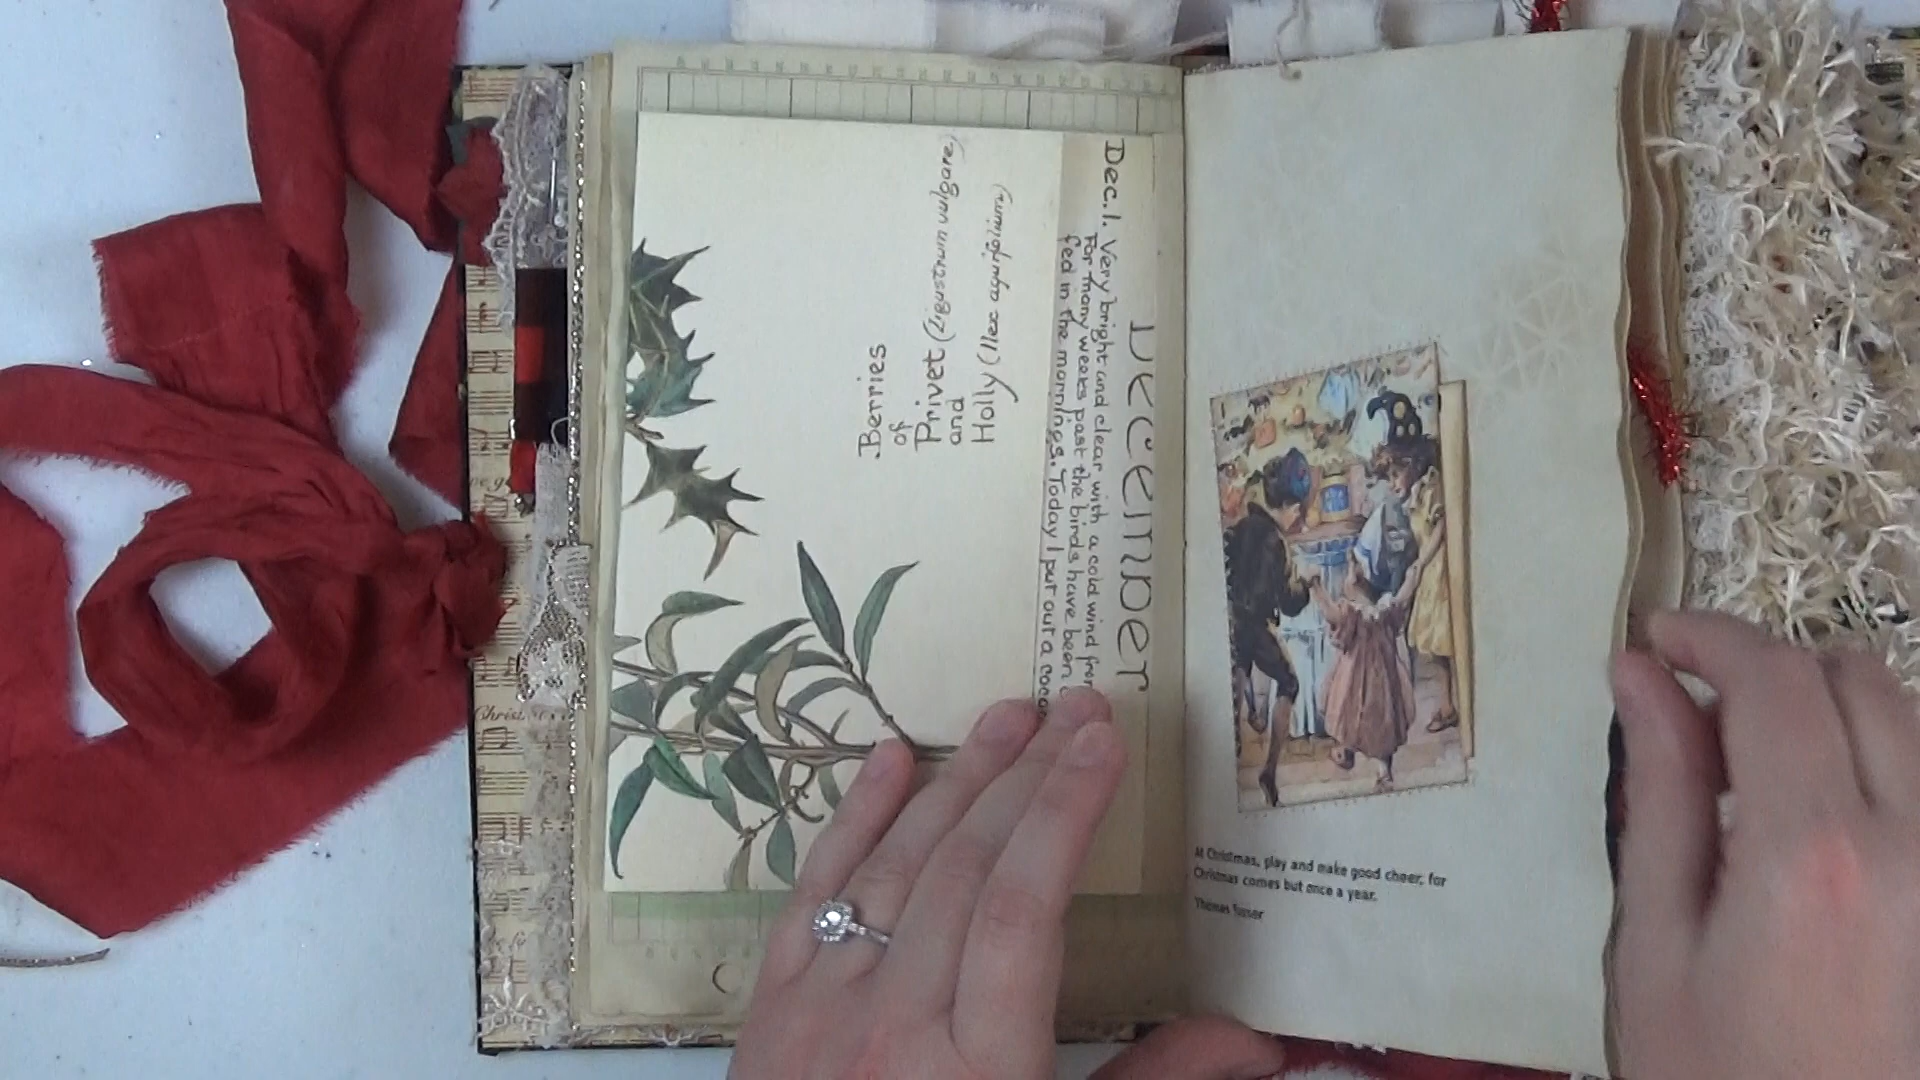 December
Dec. 1. Very bright and clear with a cold wind from
For many weeks past the birds have been
fed in the mornings. Today I put out a cocoa
Berries
of
Privet (Ligustrum vulgare)
and
Holly (Ilex aquifolium)
At Christmas, play and make good cheer, for
Christmas comes but once a year.
Thomas Tusser
Christ